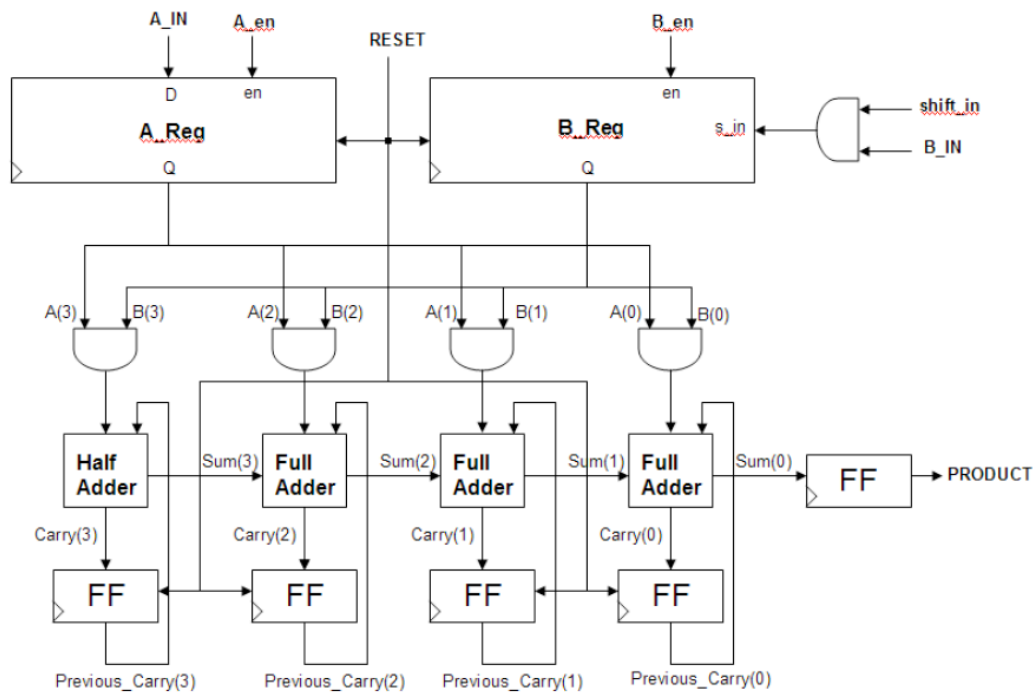 A_IN
A_en
RESET
B_en
D
en
A_Reg
Q
en
B_Reg
s_in
Q
shift_in
B_IN
A(3)
B(3)
A(2)
B(2)
A(1)
B(1)
A(0)
B(0)
Half
Adder
Sum(3)
Full
Adder
Sum(2)
Full
Adder
Sum(1)
Full
Adder
Sum(0)
FF
PRODUCT
Carry(3)
Carry(2)
Carry(1)
Carry(0)
FF
FF
FF
FF
Previous_Carry(3)
Previous_Carry(2)
Previous_Carry(1)
Previous_Carry(0)